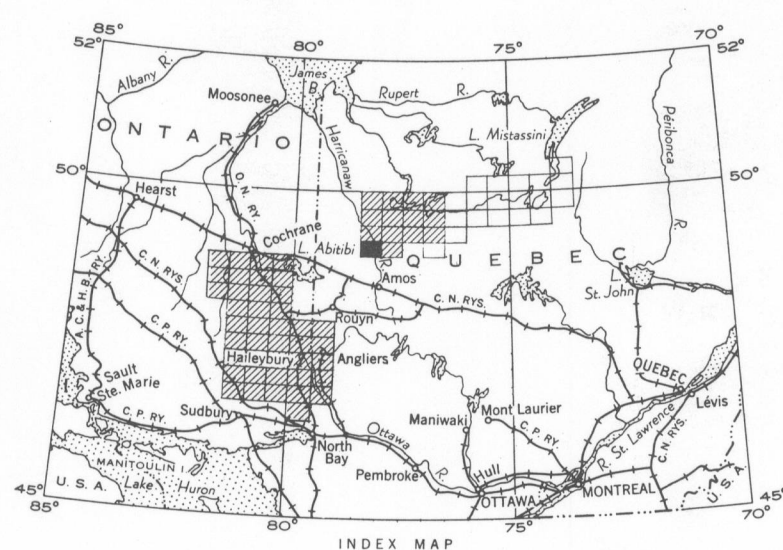 85°
80°
75°
70°
52°
52°
Albany R.
James B.
Moosonee
Rupert R.
L. Mistassini
Péribonca R.
ONTARIO
Harricanaw R.
O.N. RY.
50°
50°
Hearst
Cochrane
L. Abitibi
QUEBEC
Amos
C.N. RYS.
C.N. RYS.
L. St. John
A.C. & H.B. RY.
C.P. RY.
Rouyn
Haileybury
Angliers
QUEBEC
Lévis
Sault Ste. Marie
C.P. RY.
Sudbury
Maniwaki
Mont Laurier
C.P. RY.
R. St. Lawrence
C.N. RYS.
North Bay
Ottawa R.
Pembroke
Hull
OTTAWA
MONTREAL
U.S.A.
MANITOULIN I.
U.S.A.
Lake Huron
45°
45°
85°
80°
75°
70°
INDEX MAP